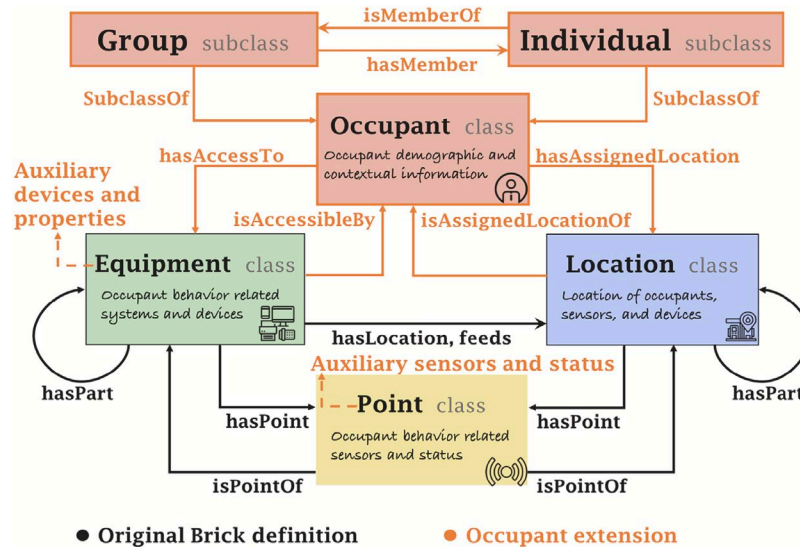 isMemberOf
Group subclass
Individual subclass
hasMember
SubclassOf
SubclassOf
Occupant class
Occupant demographic and
contextual information
hasAccessTo
hasAssignedLocation
Auxiliary
devices and
properties
isAccessibleBy
isAssignedLocationOf
Equipment class
Occupant behavior related
systems and devices
Location class
Location of occupants,
sensors, and devices
hasLocation, feeds
Auxiliary sensors and status
hasPart
hasPart
Point class
hasPoint
hasPoint
Occupant behavior related
sensors and status
isPointOf
isPointOf
● Original Brick definition
● Occupant extension